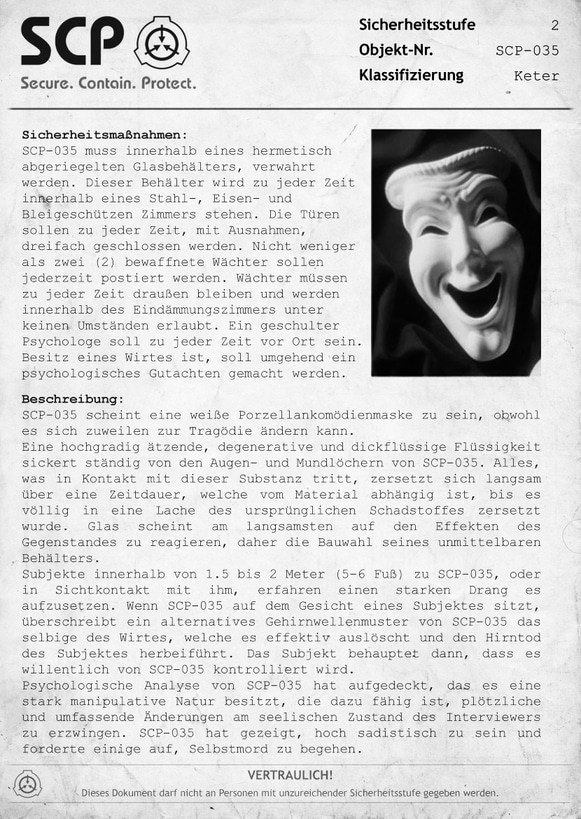 SCP
Secure. Contain. Protect.
Sicherheitsstufe 2
Objekt-Nr. SCP-035
Klassifizierung Keter
Sicherheitsmaßnahmen:
SCP-035 muss innerhalb eines hermetisch
abgeriegelten Glasbehälters, verwahrt
werden. Dieser Behälter wird zu jeder Zeit
innerhalb eines Stahl-, Eisen- und
Bleigeschützen Zimmers stehen. Die Türen
sollen zu jeder Zeit, mit Ausnahmen,
dreifach geschlossen werden. Nicht weniger
als zwei (2) bewaffnete Wächter sollen
jederzeit postiert werden. Wächter müssen
zu jeder Zeit draußen bleiben und werden
innerhalb des Eindämmungszimmers unter
keinen Umständen erlaubt. Ein geschulter
Psychologe soll zu jeder Zeit vor Ort sein.
Besitz eines Wirtes ist, soll umgehend ein
psychologisches Gutachten gemacht werden.
Beschreibung:
SCP-035 scheint eine weiße Porzellankomödienmaske zu sein, obwohl
es sich zuweilen zur Tragödie ändern kann.
Eine hochgradig ätzende, degenerative und dickflüssige Flüssigkeit
sickert ständig von den Augen- und Mundlöchern von SCP-035. Alles,
was in Kontakt mit dieser Substanz tritt, zersetzt sich langsam
über eine Zeitdauer, welche vom Material abhängig ist, bis es
völlig in eine Lache des ursprünglichen Schadstoffes zersetzt
wurde. Glas scheint am langsamsten auf den Effekten des
Gegenstandes zu reagieren, daher die Bauwahl seines unmittelbaren
Behälters.
Subjekte innerhalb von 1.5 bis 2 Meter (5-6 Fuß) zu SCP-035, oder
in Sichtkontakt mit ihm, erfahren einen starken Drang es
aufzusetzen. Wenn SCP-035 auf dem Gesicht eines Subjektes sitzt,
überschreibt ein alternatives Gehirnwellenmuster von SCP-035 das
selbige des Wirtes, welche es effektiv auslöscht und den Hirntod
des Subjektes herbeiführt. Das Subjekt behauptet dann, dass es
willentlich von SCP-035 kontrolliert wird.
Psychologische Analyse von SCP-035 hat aufgedeckt, das es eine
stark manipulative Natur besitzt, die dazu fähig ist, plötzliche
und umfassende Änderungen am seelischen Zustand des Interviewers
zu erzwingen. SCP-035 hat gezeigt, hoch sadistisch zu sein und
forderte einige auf, Selbstmord zu begehen.
VERTRAULICH!
Dieses Dokument darf nicht an Personen mit unzureichender Sicherheitsstufe gegeben werden.